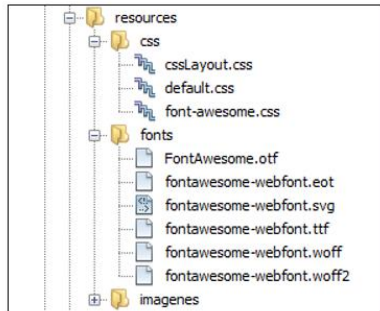 resources
css
cssLayout.css
default.css
font-awesome.css
fonts
FontAwesome.otf
fontawesome-webfont.eot
fontawesome-webfont.svg
fontawesome-webfont.ttf
fontawesome-webfont.woff
fontawesome-webfont.woff2
imagenes